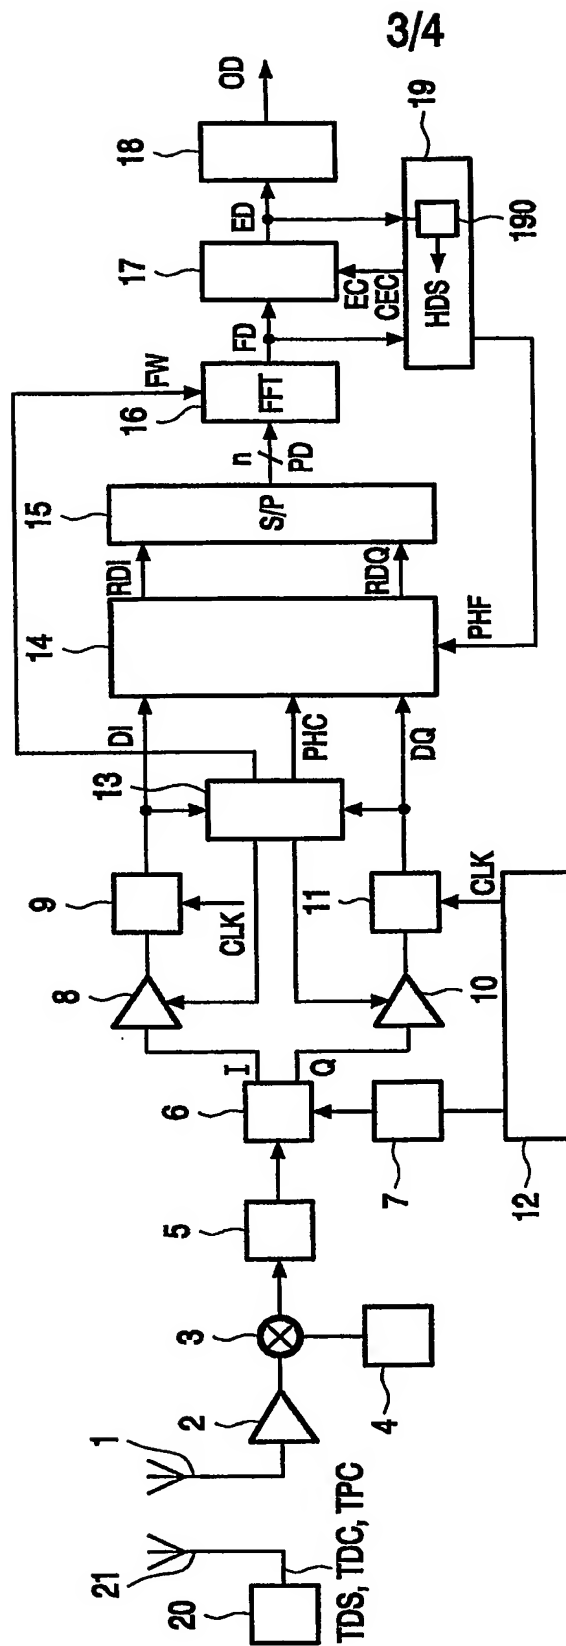 3/4
20
TDS, TDC, TPC
21
1
2
3
4
5
6
7
I
Q
8
9
CLK
10
11
CLK
12
13
DI
PHC
DQ
14
RDI
RDQ
PHF
15
S/P
n
PD
16
FFT
FW
FD
17
EC
CEC
ED
18
OD
19
190
HDS